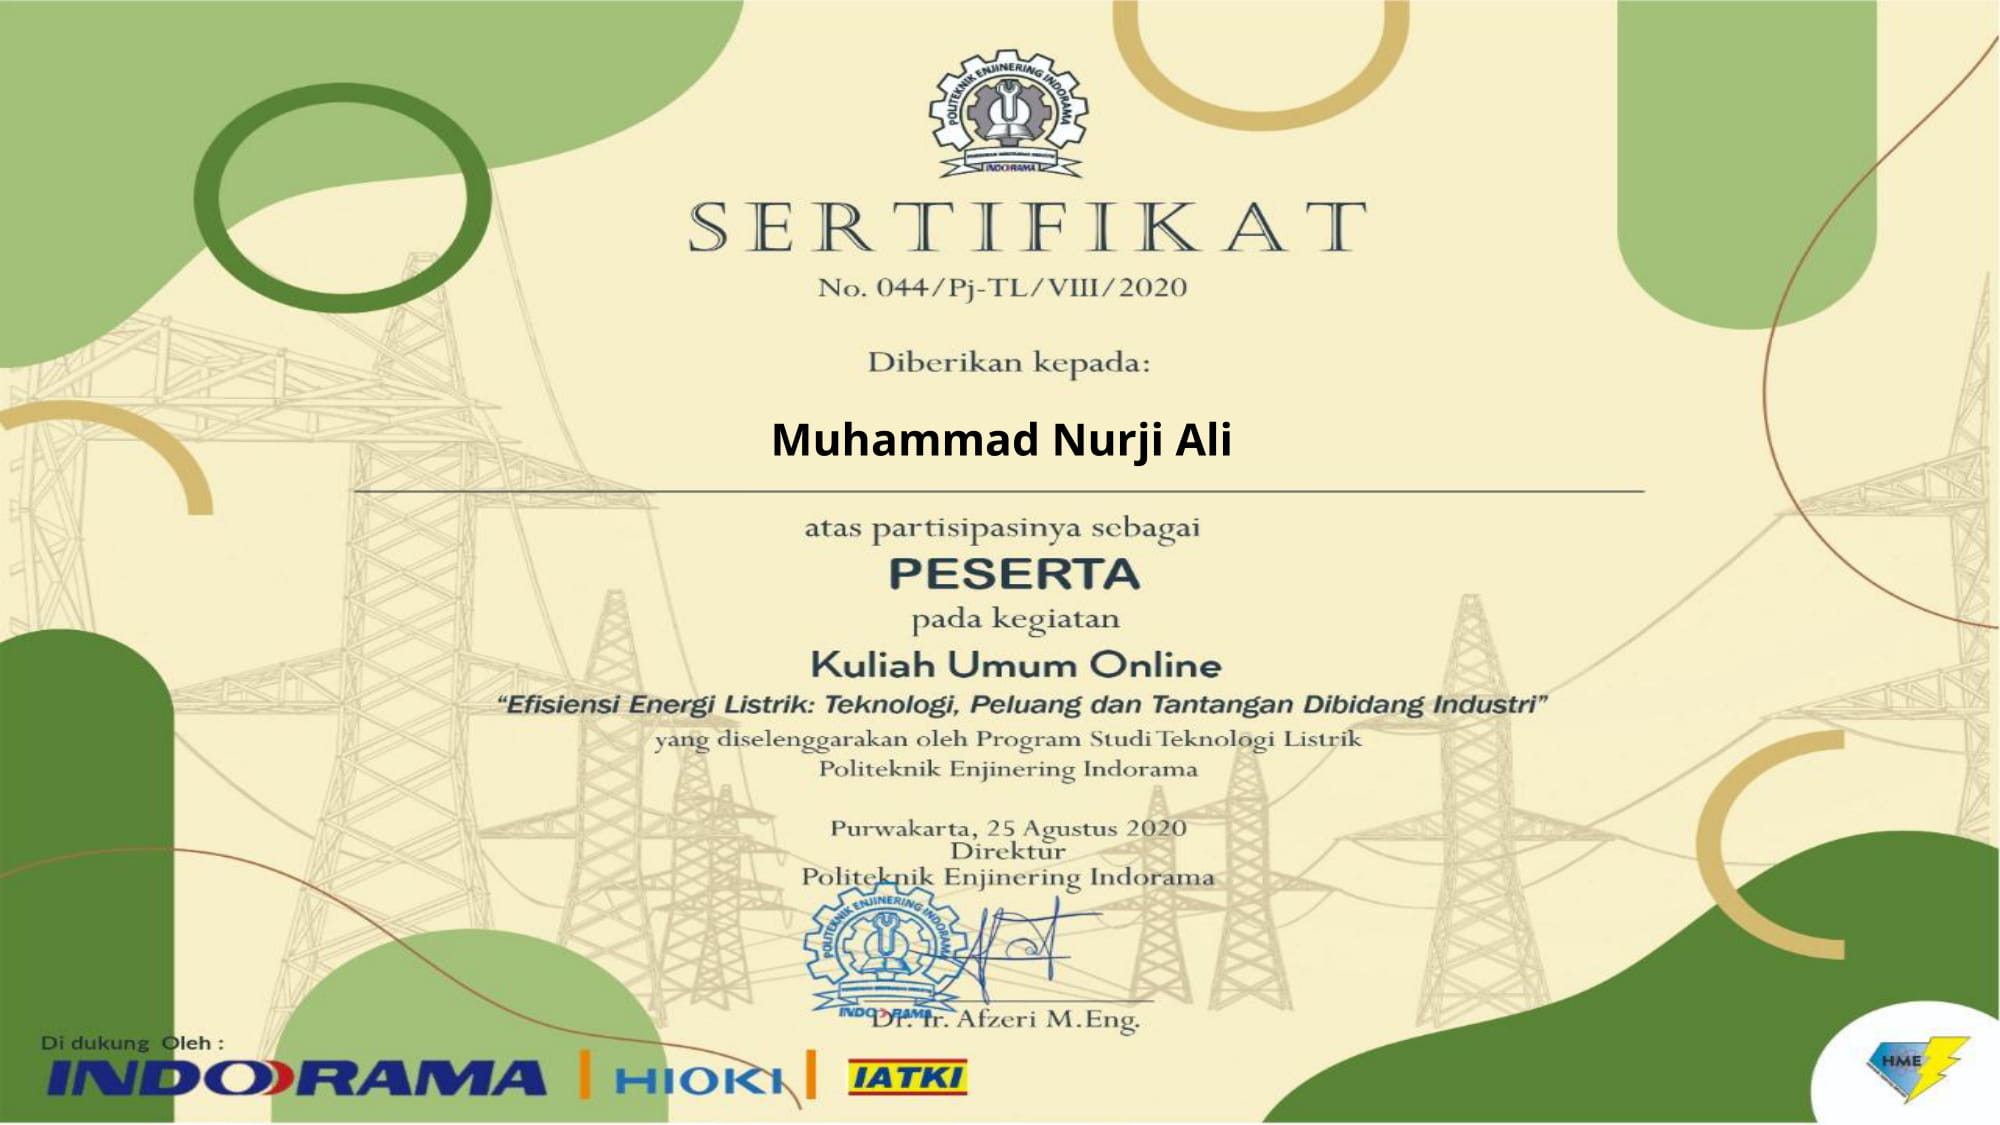 POLITEKNIK ENJINERING INDORAMA
INDORAMA
SERTIFIKAT
No. 044/Pj-TL/VIII/2020
Diberikan kepada:
Muhammad Nurji Ali
atas partisipasinya sebagai
PESERTA
pada kegiatan
Kuliah Umum Online
“Efisiensi Energi Listrik: Teknologi, Peluang dan Tantangan Dibidang Industri”
yang diselenggarakan oleh Program Studi Teknologi Listrik
Politeknik Enjinering Indorama
Purwakarta, 25 Agustus 2020
Direktur
Politeknik Enjinering Indorama
POLITEKNIK ENJINERING INDORAMA
INDORAMA
Dr. Ir. Afzeri M.Eng.
Di dukung Oleh :
INDORAMA | HIOKI | IATKI
HME